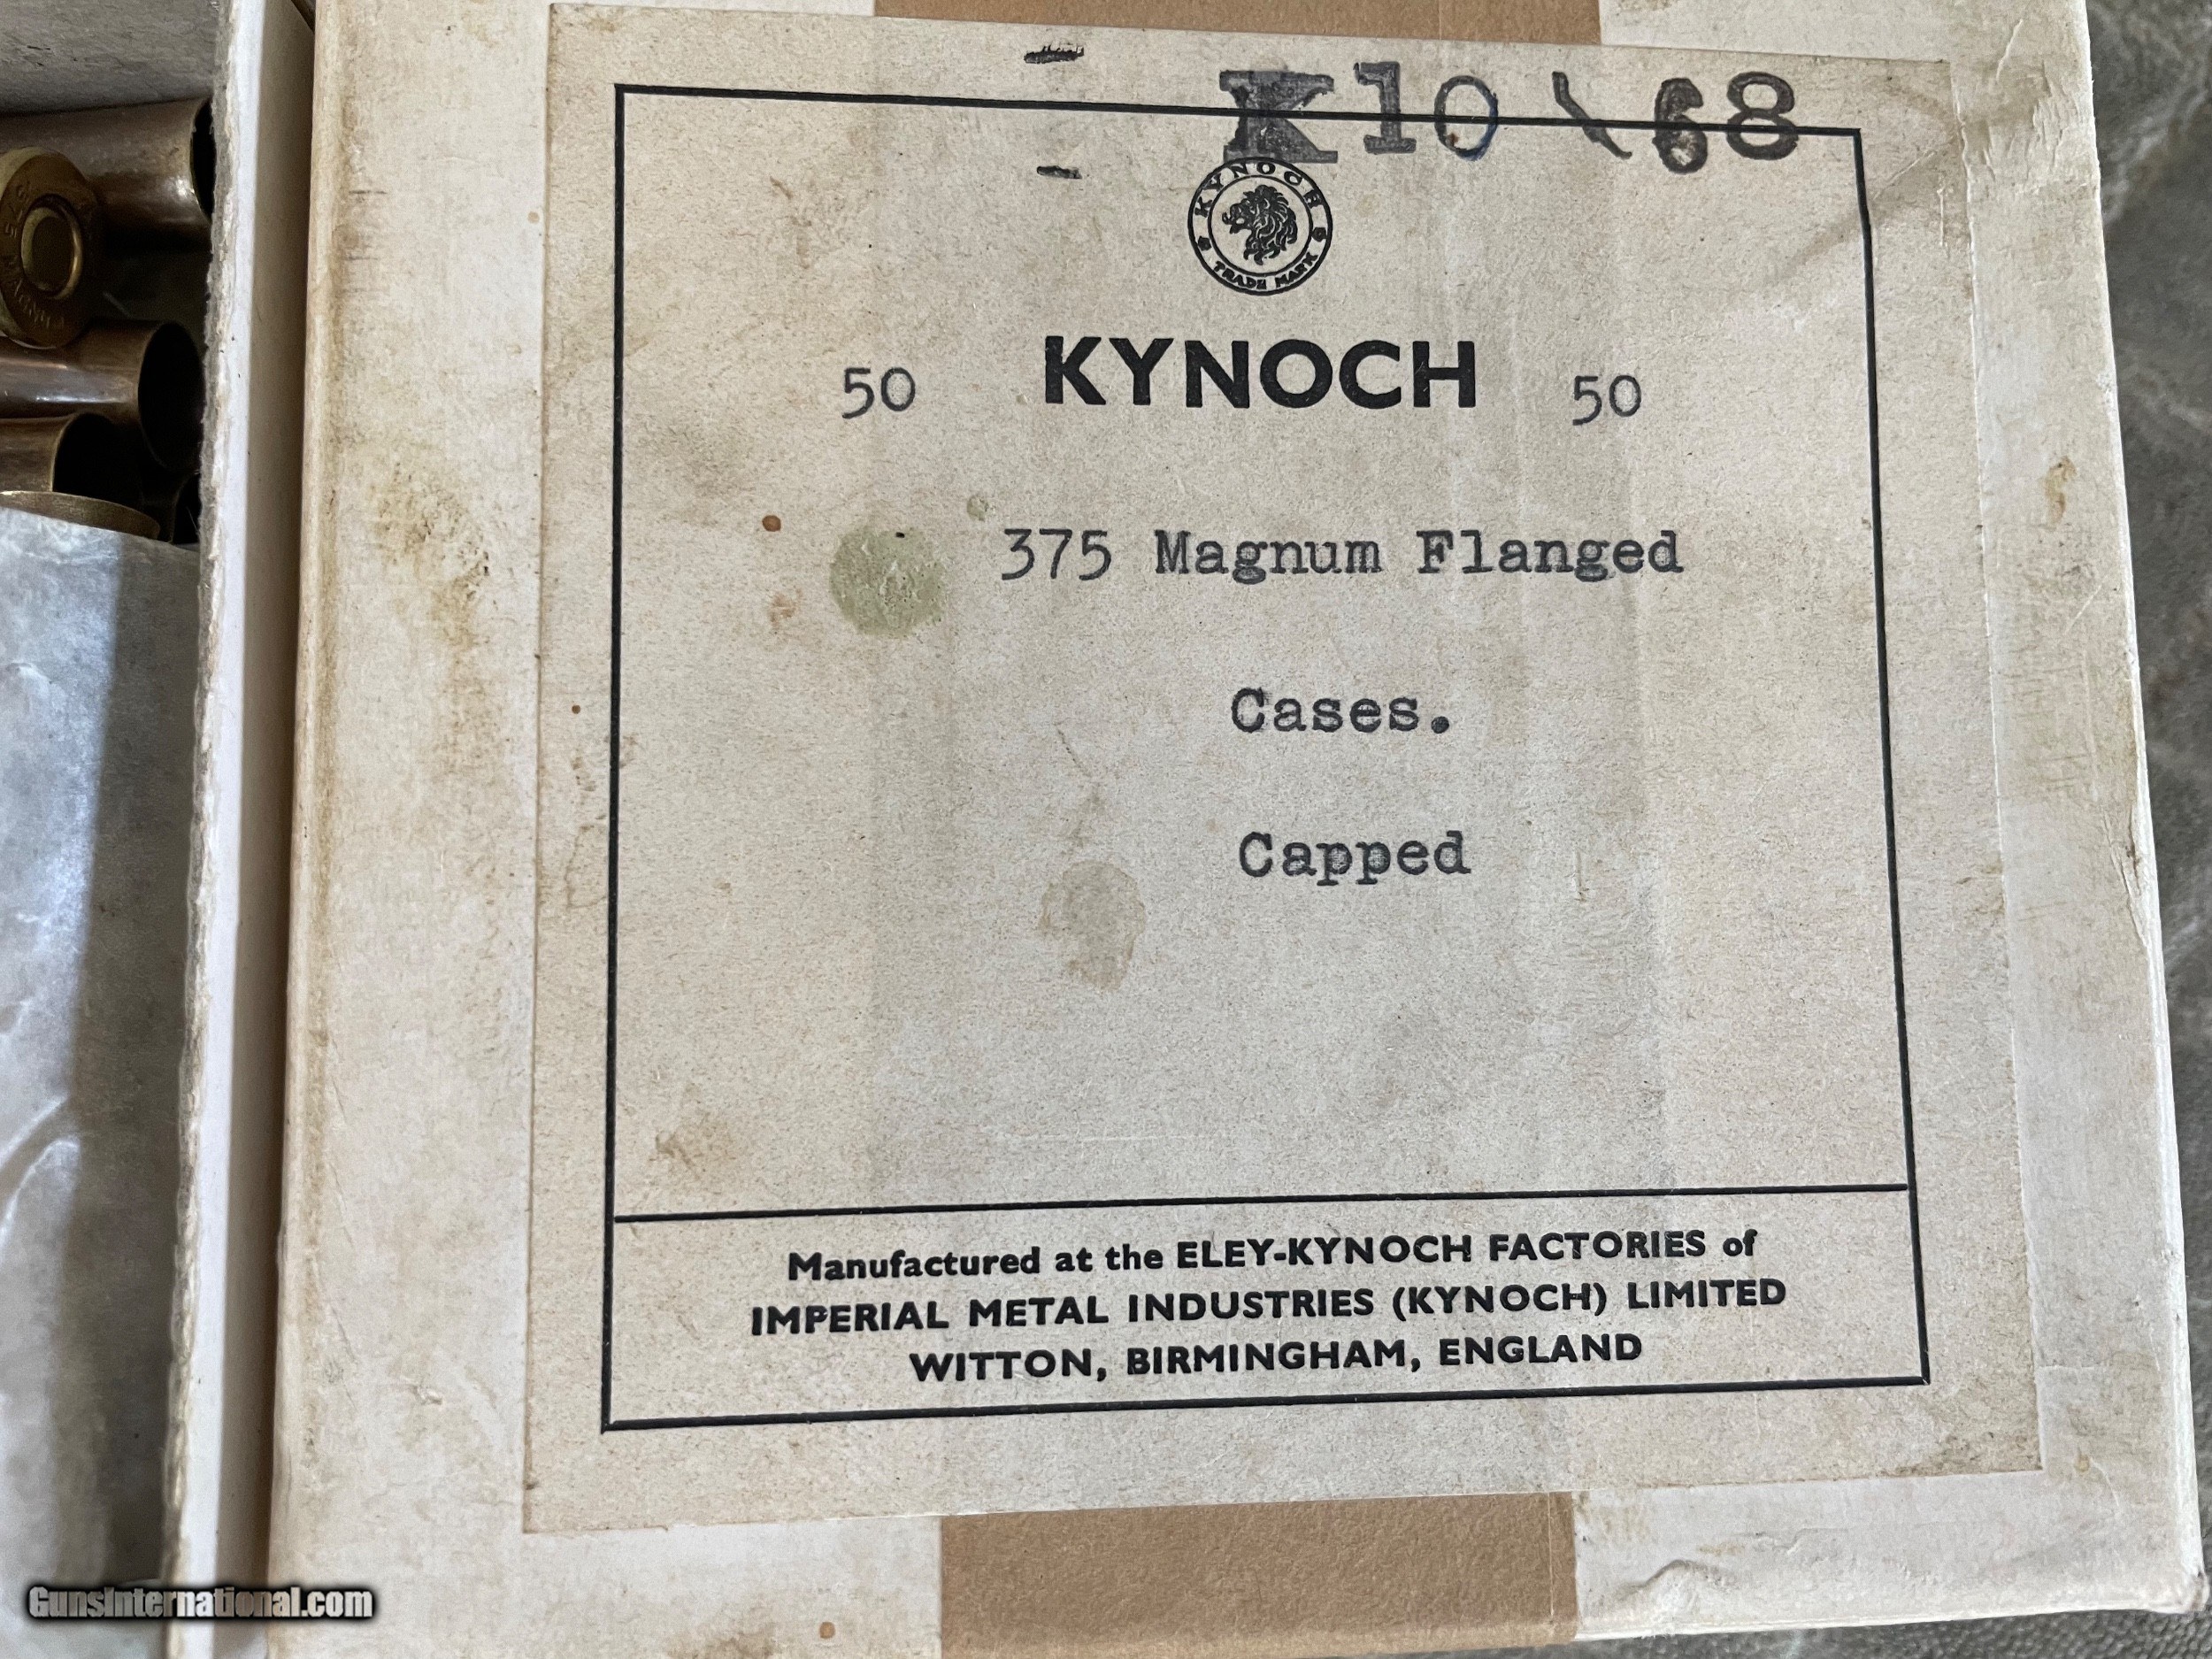 K10 \ 68
KYNOCH
TRADE MARK
50 KYNOCH 50
375 Magnum Flanged
Cases.
Capped
Manufactured at the ELEY-KYNOCH FACTORIES of
IMPERIAL METAL INDUSTRIES (KYNOCH) LIMITED
WITTON, BIRMINGHAM, ENGLAND
MAGNUM
GunsInternational.com